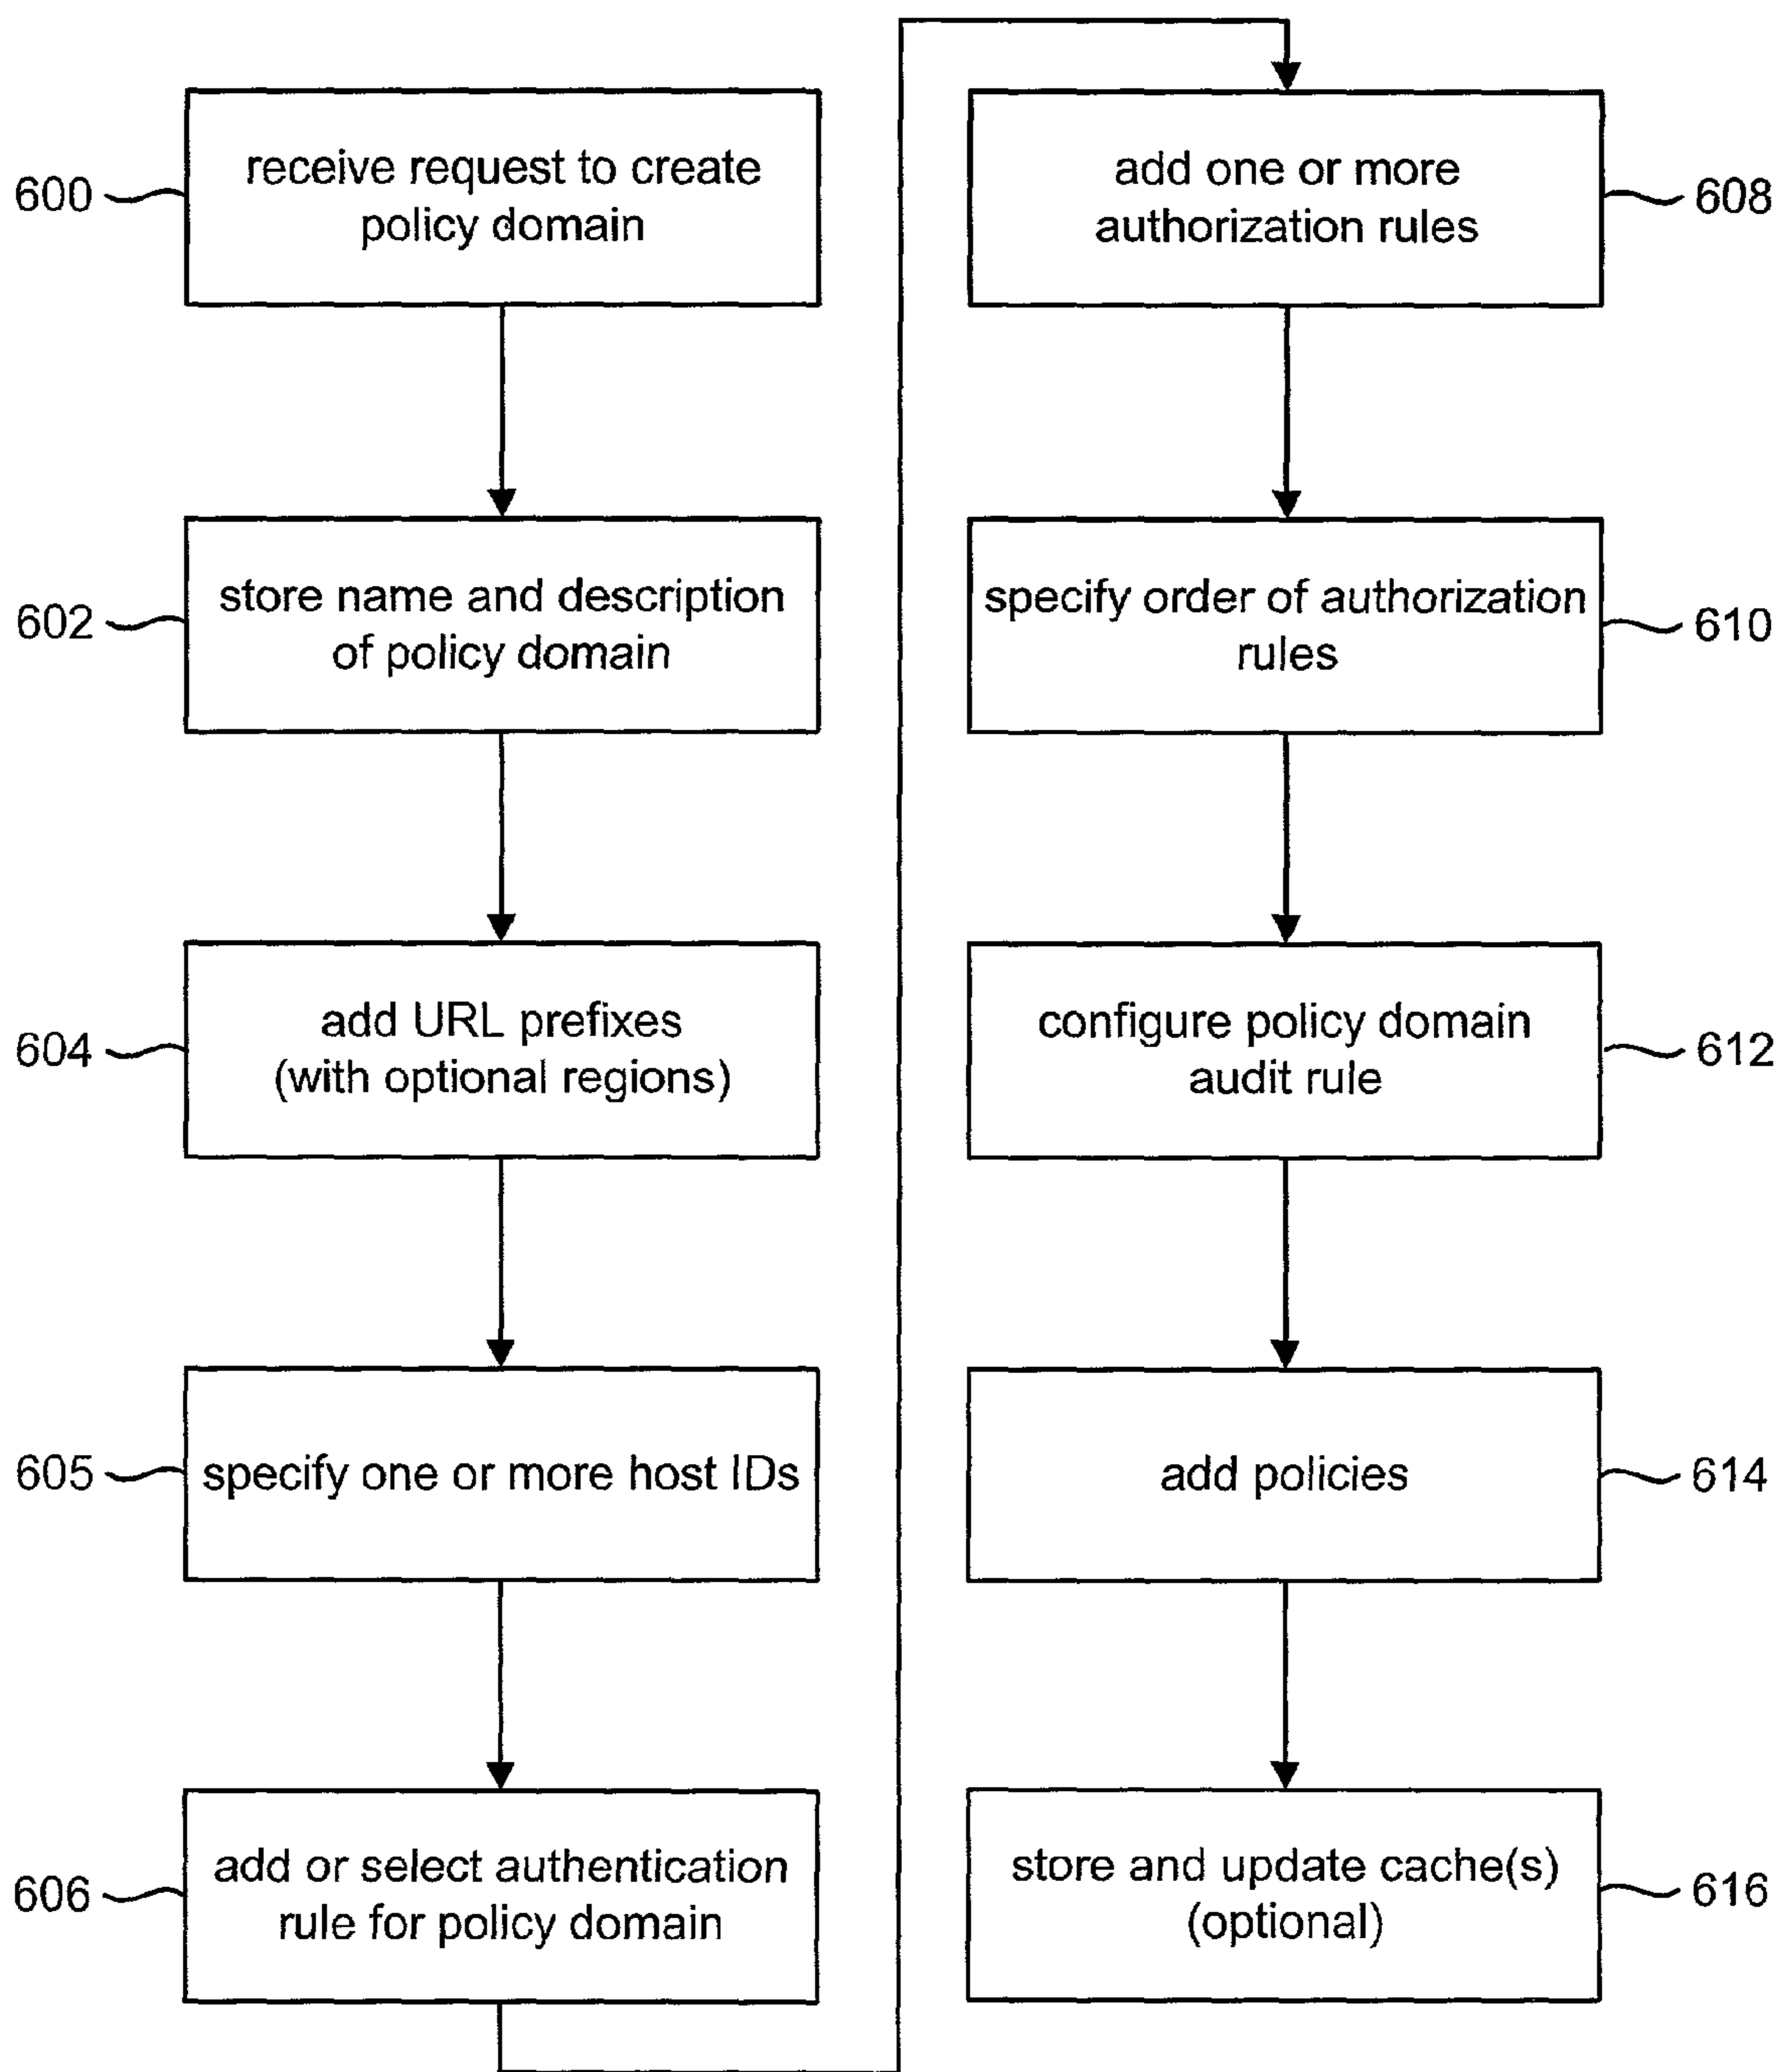 600
receive request to create
policy domain
602
store name and description
of policy domain
604
add URL prefixes
(with optional regions)
605
specify one or more host IDs
606
add or select authentication
rule for policy domain
add one or more
authorization rules
608
specify order of authorization
rules
610
configure policy domain
audit rule
612
add policies
614
store and update cache(s)
(optional)
616